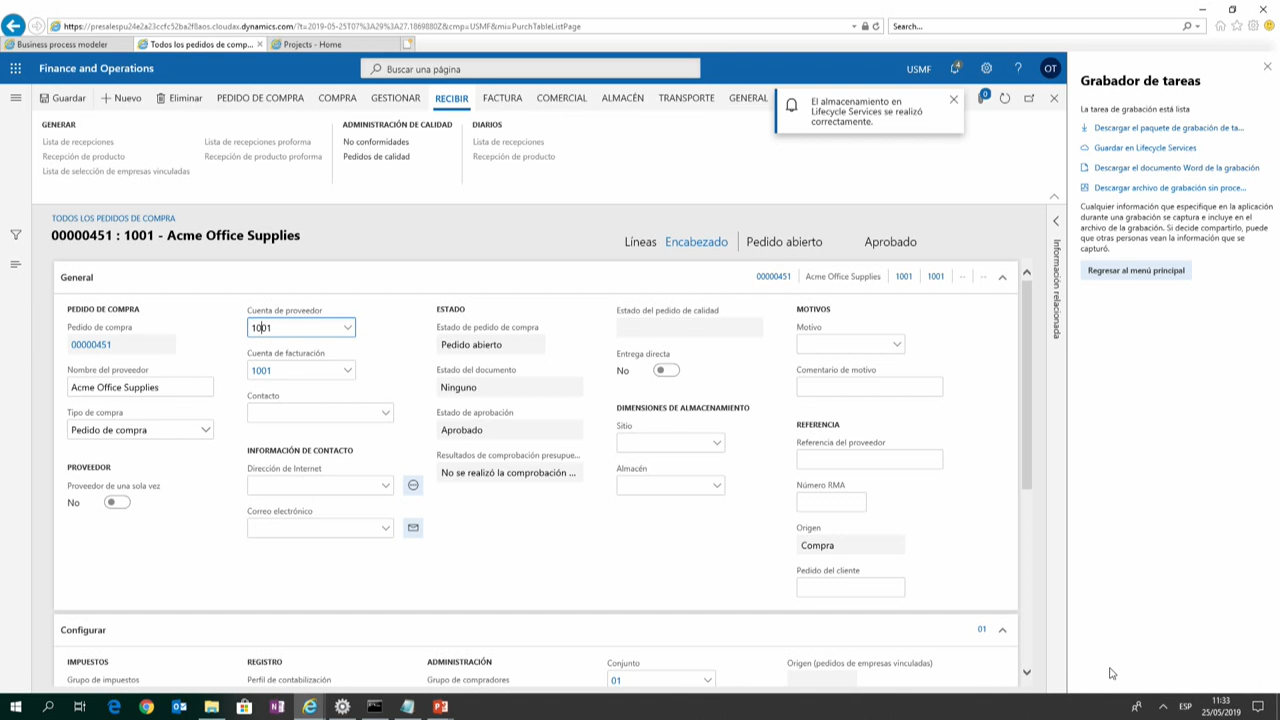 https://presalespu24e2a23ccfc52ba2f8aos.cloudax.dynamics.com/?t=2019-05-25T07%3A29%3A27.1869880Z&cmp=USMF&mi=PurchTableListPage
Search...
Business process modeler
Todos los pedidos de comp...
Projects - Home
Finance and Operations
Buscar una página
USMF
4
?
OT
Guardar
Nuevo
Eliminar
PEDIDO DE COMPRA
COMPRA
GESTIONAR
RECIBIR
FACTURA
COMERCIAL
ALMACÉN
TRANSPORTE
GENERAL
0
El almacenamiento en
Lifecycle Services se realizó
correctamente.
GENERAR
Lista de recepciones
Recepción de producto
Lista de selección de empresas vinculadas
Lista de recepciones proforma
Recepción de producto proforma
ADMINISTRACIÓN DE CALIDAD
No conformidades
Pedidos de calidad
DIARIOS
Lista de recepciones
Recepción de producto
TODOS LOS PEDIDOS DE COMPRA
00000451 : 1001 - Acme Office Supplies
Líneas
Encabezado
Pedido abierto
Aprobado
General
00000451
Acme Office Supplies
1001
1001
--
--
PEDIDO DE COMPRA
Pedido de compra
00000451
Nombre del proveedor
Acme Office Supplies
Tipo de compra
Pedido de compra
PROVEEDOR
Proveedor de una sola vez
No
Cuenta de proveedor
1001
Cuenta de facturación
1001
Contacto
INFORMACIÓN DE CONTACTO
Dirección de Internet
Correo electrónico
ESTADO
Estado de pedido de compra
Pedido abierto
Estado del documento
Ninguno
Estado de aprobación
Aprobado
Resultados de comprobación presupue...
No se realizó la comprobación ...
Estado del pedido de calidad
Entrega directa
No
DIMENSIONES DE ALMACENAMIENTO
Sitio
Almacén
MOTIVOS
Motivo
Comentario de motivo
REFERENCIA
Referencia del proveedor
Número RMA
Origen
Compra
Pedido del cliente
Configurar
01
IMPUESTOS
Grupo de impuestos
REGISTRO
Perfil de contabilización
ADMINISTRACIÓN
Grupo de compradores
Conjunto
01
Origen (pedidos de empresas vinculadas)
Información relacionada
Grabador de tareas
La tarea de grabación está lista
Descargar el paquete de grabación de ta...
Guardar en Lifecycle Services
Descargar el documento Word de la grabación
Descargar archivo de grabación sin proce...
Cualquier información que especifique en la aplicación
durante una grabación se captura e incluye en el
archivo de la grabación. Si decide compartirlo, puede
que otras personas vean la información que se
capturó.
Regresar al menú principal
ESP
11:33
25/05/2019